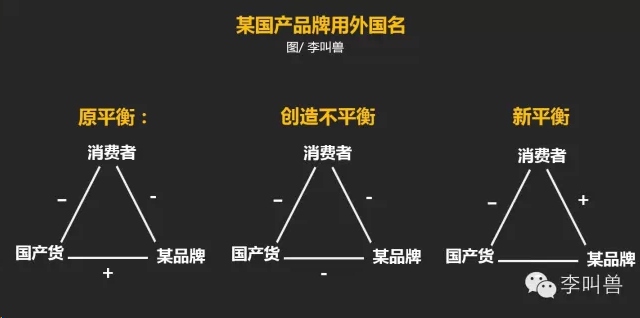 某国产品牌用外国名
图/ 李叫兽
原平衡：
创造不平衡
新平衡
消费者
消费者
消费者
-
-
-
-
-
+
国产货
某品牌
国产货
某品牌
国产货
某品牌
+
-
李叫兽